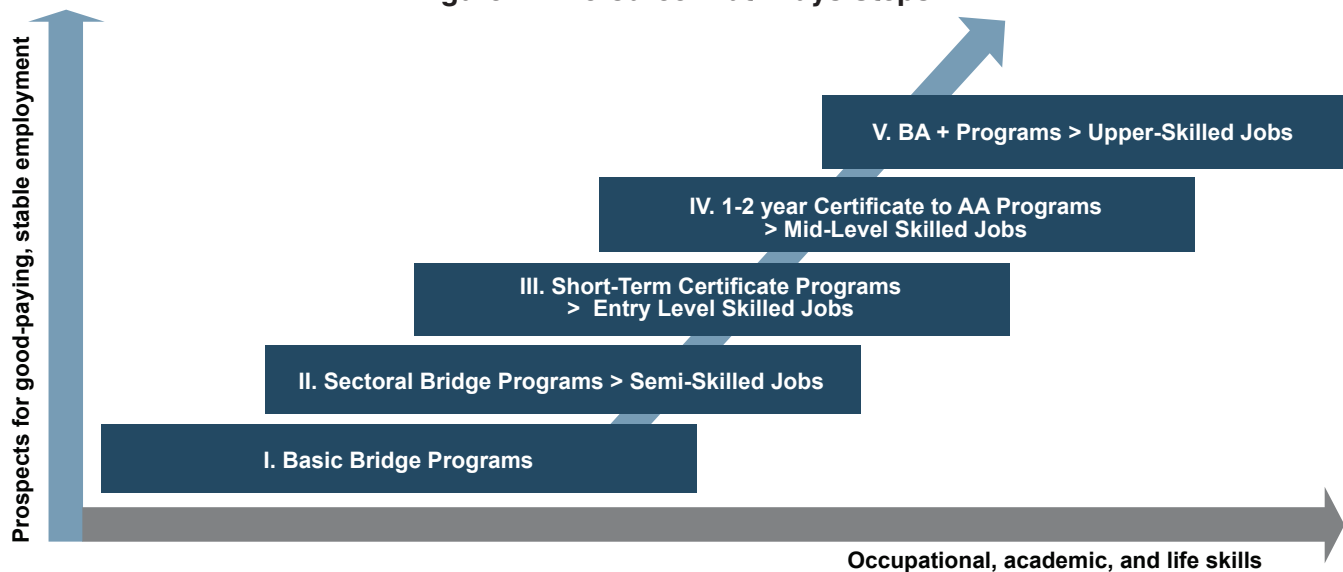 Prospects for good-paying, stable employment
V. BA + Programs > Upper-Skilled Jobs
IV. 1-2 year Certificate to AA Programs
> Mid-Level Skilled Jobs
III. Short-Term Certificate Programs
> Entry Level Skilled Jobs
II. Sectoral Bridge Programs > Semi-Skilled Jobs
I. Basic Bridge Programs
Occupational, academic, and life skills